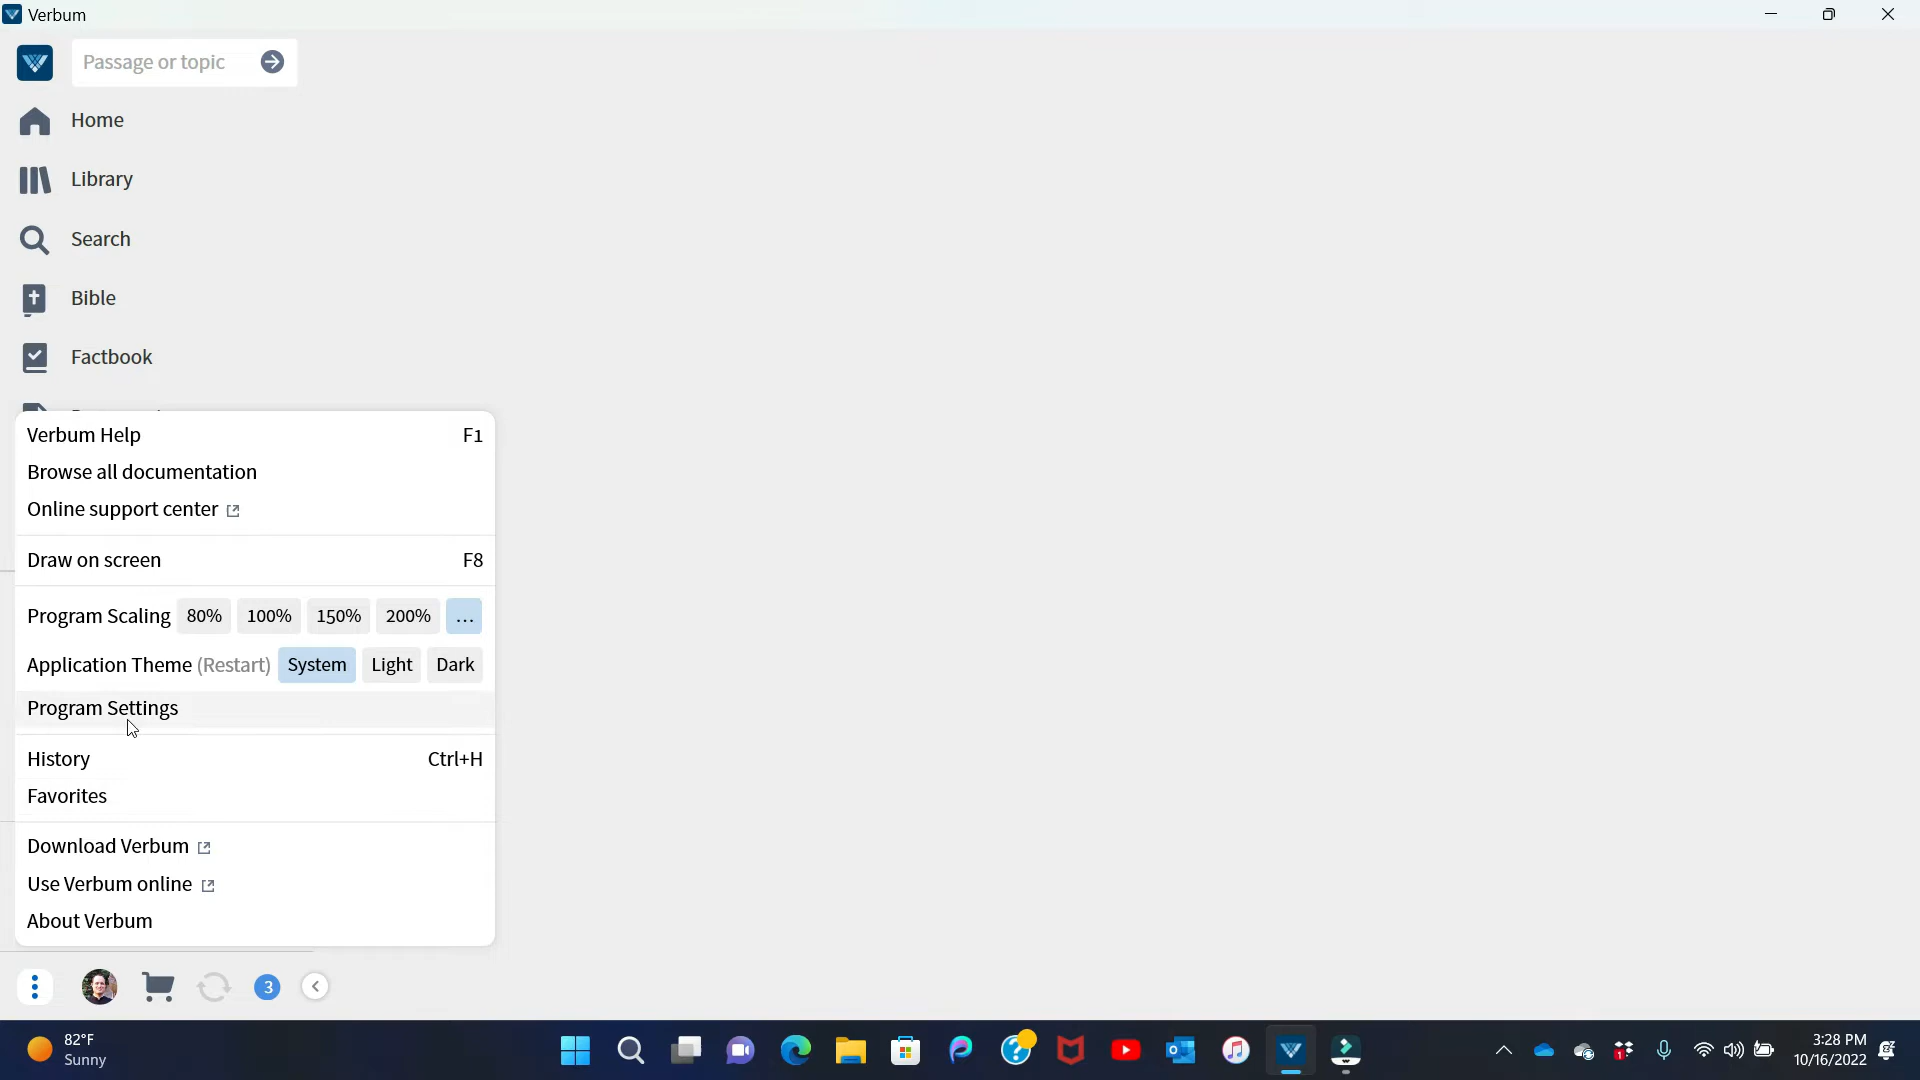 Verbum
Passage or topic
Home
Library
Search
Bible
Factbook
Verbum Help F1
Browse all documentation
Online support center
Draw on screen F8
Program Scaling 80% 100% 150% 200% ...
Application Theme (Restart) System Light Dark
Program Settings
History Ctrl+H
Favorites
Download Verbum
Use Verbum online
About Verbum
3
82°F
Sunny
1
3:28 PM
10/16/2022